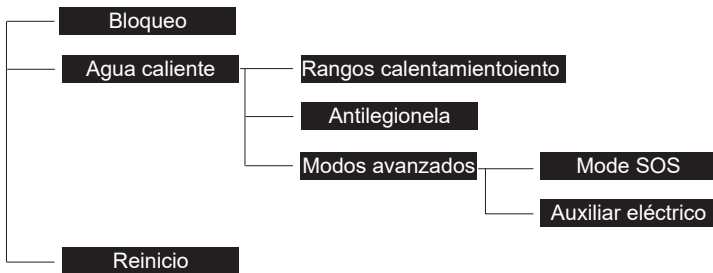 Bloqueo
Agua caliente
Rangos calentamientoiento
Antilegionela
Modos avanzados
Mode SOS
Auxiliar eléctrico
Reinicio